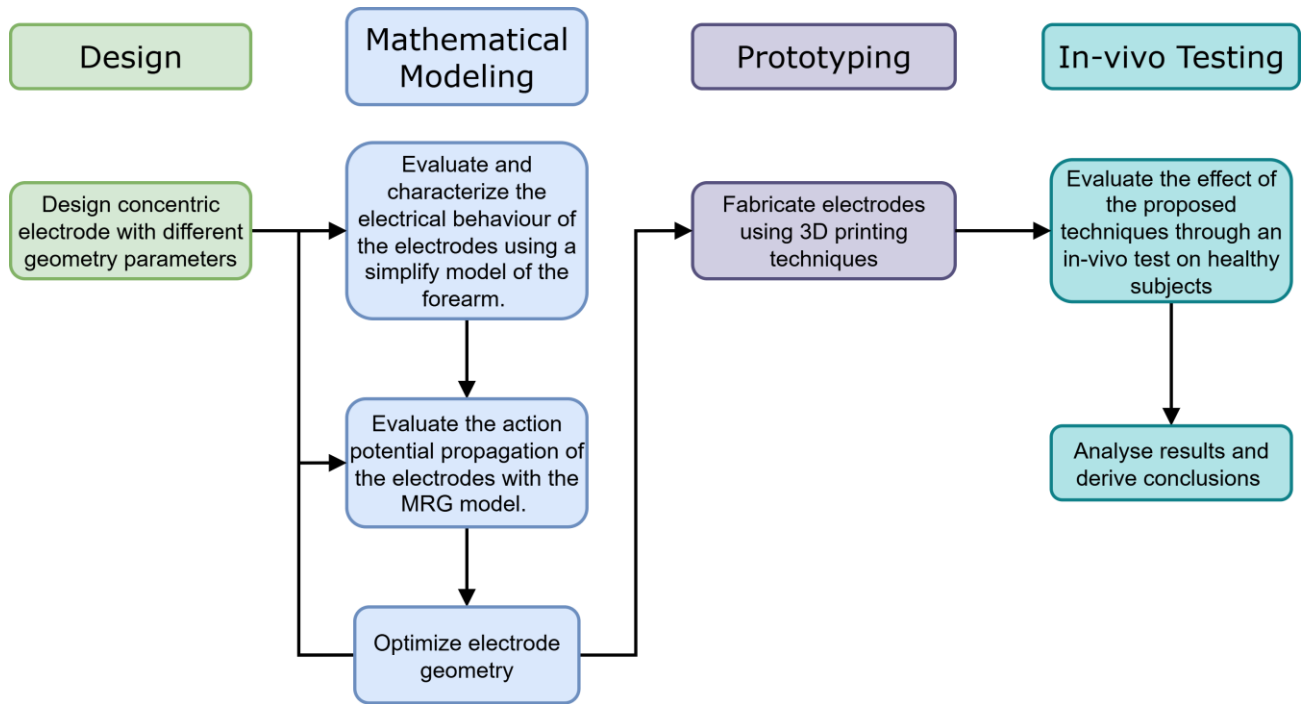 Design
Mathematical
Modeling
Prototyping
In-vivo Testing
Design concentric
electrode with different
geometry parameters
Evaluate and
characterize the
electrical behaviour of
the electrodes using a
simplify model of the
forearm.
Evaluate the action
potential propagation of
the electrodes with the
MRG model.
Optimize electrode
geometry
Fabricate electrodes
using 3D printing
techniques
Evaluate the effect of
the proposed
techniques through an
in-vivo test on healthy
subjects
Analyse results and
derive conclusions